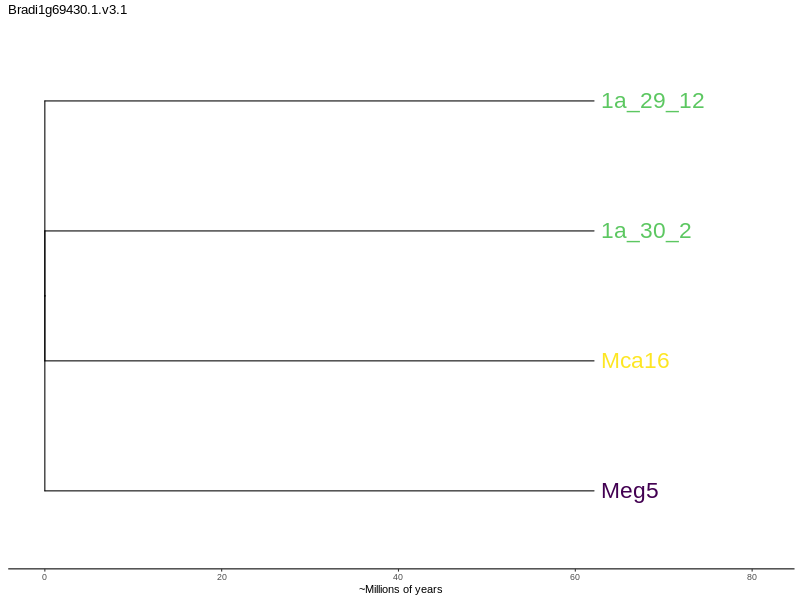 Bradi1g69430.1.v3.1
1a_29_12
1a_30_2
Mca16
Meg5
0 20 40 60 80
~Millions of years